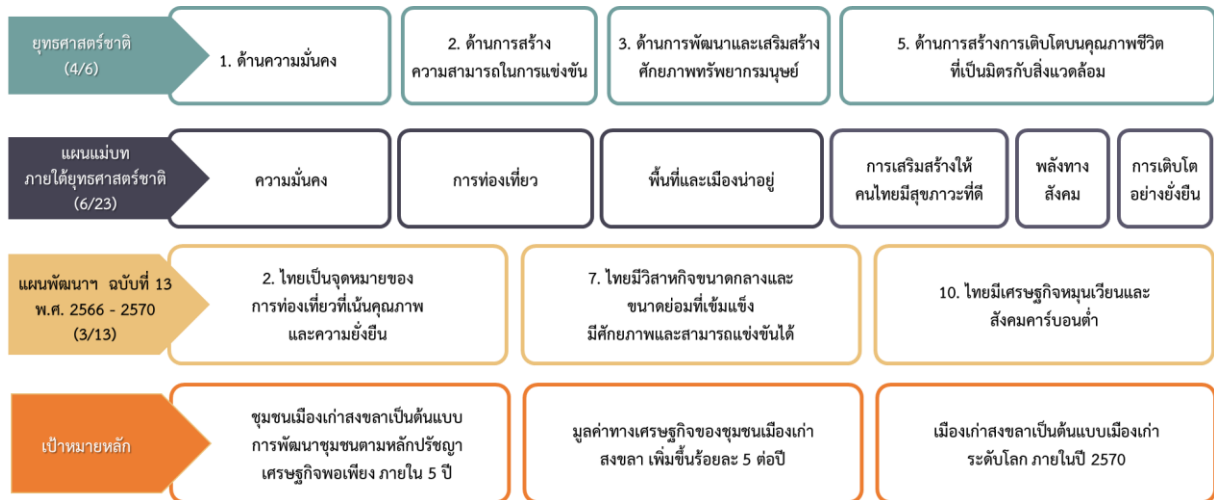 ยุทธศาสตร์ชาติ
(4/6)
1. ด้านความมั่นคง
2. ด้านการสร้าง
ความสามารถในการแข่งขัน
3. ด้านการพัฒนาและเสริมสร้าง
ศักยภาพทรัพยากรมนุษย์
5. ด้านการสร้างการเติบโตบนคุณภาพชีวิต
ที่เป็นมิตรกับสิ่งแวดล้อม
แผนแม่บท
ภายใต้ยุทธศาสตร์ชาติ
(6/23)
ความมั่นคง
การท่องเที่ยว
พื้นที่และเมืองน่าอยู่
การเสริมสร้างให้
คนไทยมีสุขภาวะที่ดี
พลังทาง
สังคม
การเติบโต
อย่างยั่งยืน
แผนพัฒนาฯ ฉบับที่ 13
พ.ศ. 2566 - 2570
(3/13)
2. ไทยเป็นจุดหมายของ
การท่องเที่ยวที่เน้นคุณภาพ
และความยั่งยืน
7. ไทยมีวิสาหกิจขนาดกลางและ
ขนาดย่อมที่เข้มแข็ง
มีศักยภาพและสามารถแข่งขันได้
10. ไทยมีเศรษฐกิจหมุนเวียนและ
สังคมคาร์บอนต่ำ
เป้าหมายหลัก
ชุมชนเมืองเก่าสงขลาเป็นต้นแบบ
การพัฒนาชุมชนตามหลักปรัชญา
เศรษฐกิจพอเพียง ภายใน 5 ปี
มูลค่าทางเศรษฐกิจของชุมชนเมืองเก่า
สงขลา เพิ่มขึ้นร้อยละ 5 ต่อปี
เมืองเก่าสงขลาเป็นต้นแบบเมืองเก่า
ระดับโลก ภายในปี 2570